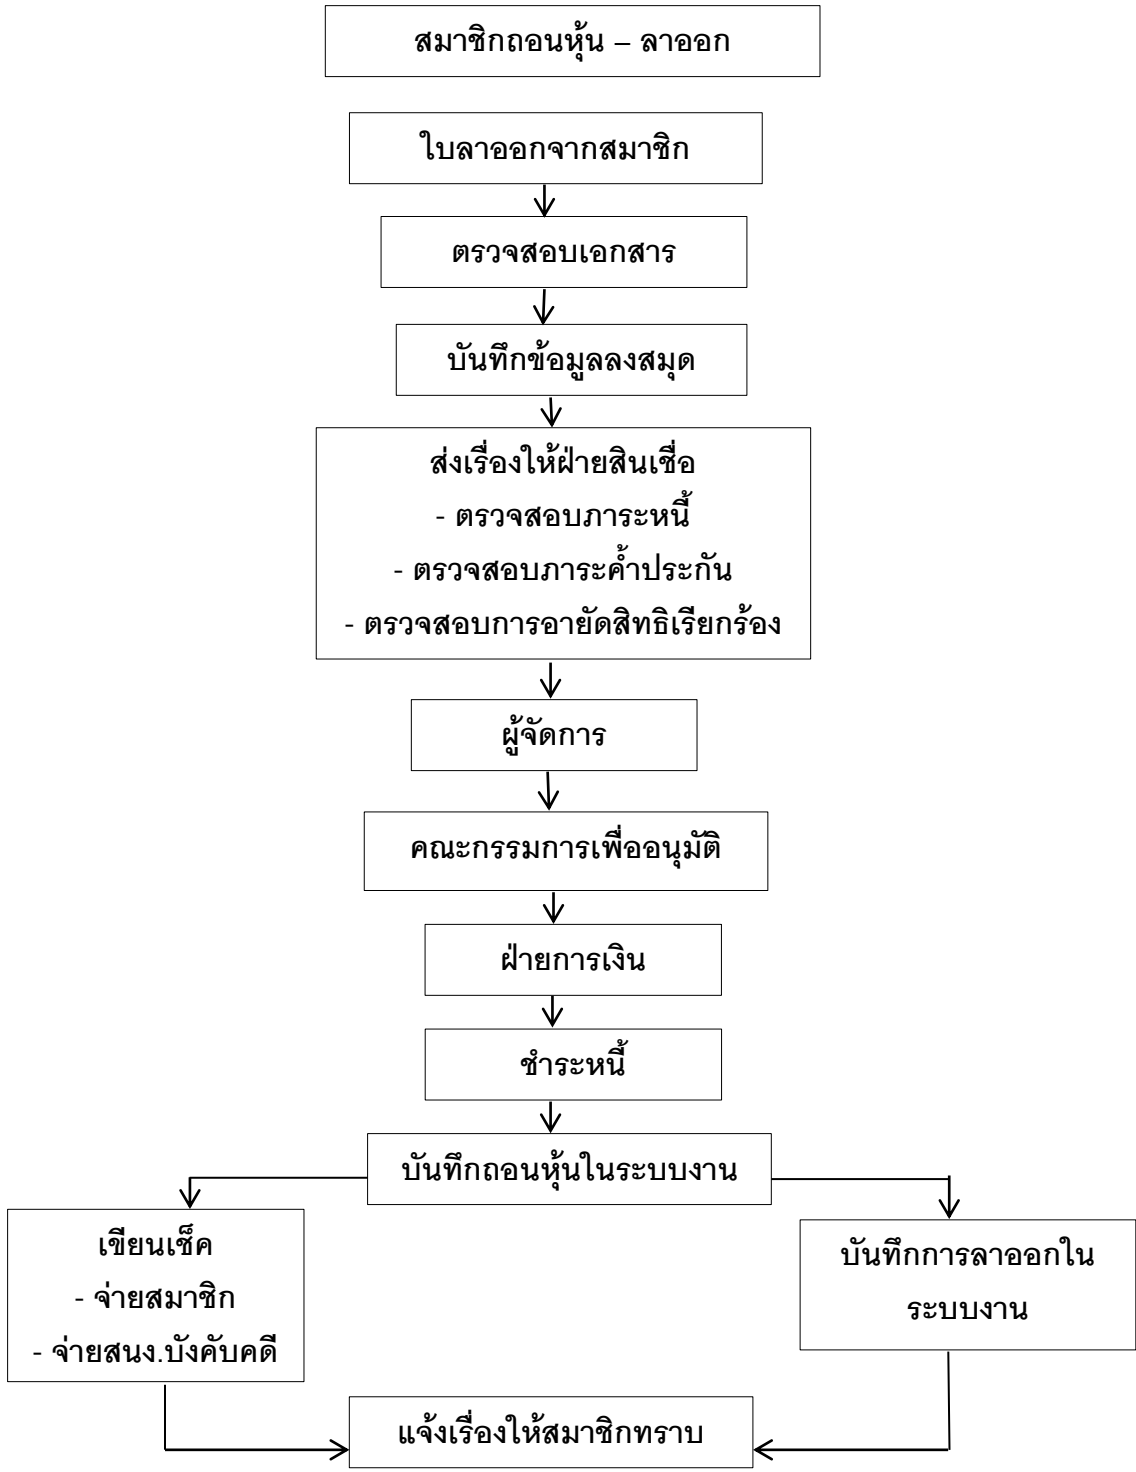 สมาชิกถอนหุ้น – ลาออก
ใบลาออกจากสมาชิก
ตรวจสอบเอกสาร
บันทึกข้อมูลลงสมุด
ส่งเรื่องให้ฝ่ายสินเชื่อ
- ตรวจสอบภาระหนี้
- ตรวจสอบภาระค้ำประกัน
- ตรวจสอบการอายัดสิทธิเรียกร้อง
ผู้จัดการ
คณะกรรมการเพื่ออนุมัติ
ฝ่ายการเงิน
ชำระหนี้
บันทึกถอนหุ้นในระบบงาน
เขียนเช็ค
- จ่ายสมาชิก
- จ่ายสนง.บังคับคดี
บันทึกการลาออกใน
ระบบงาน
แจ้งเรื่องให้สมาชิกทราบ